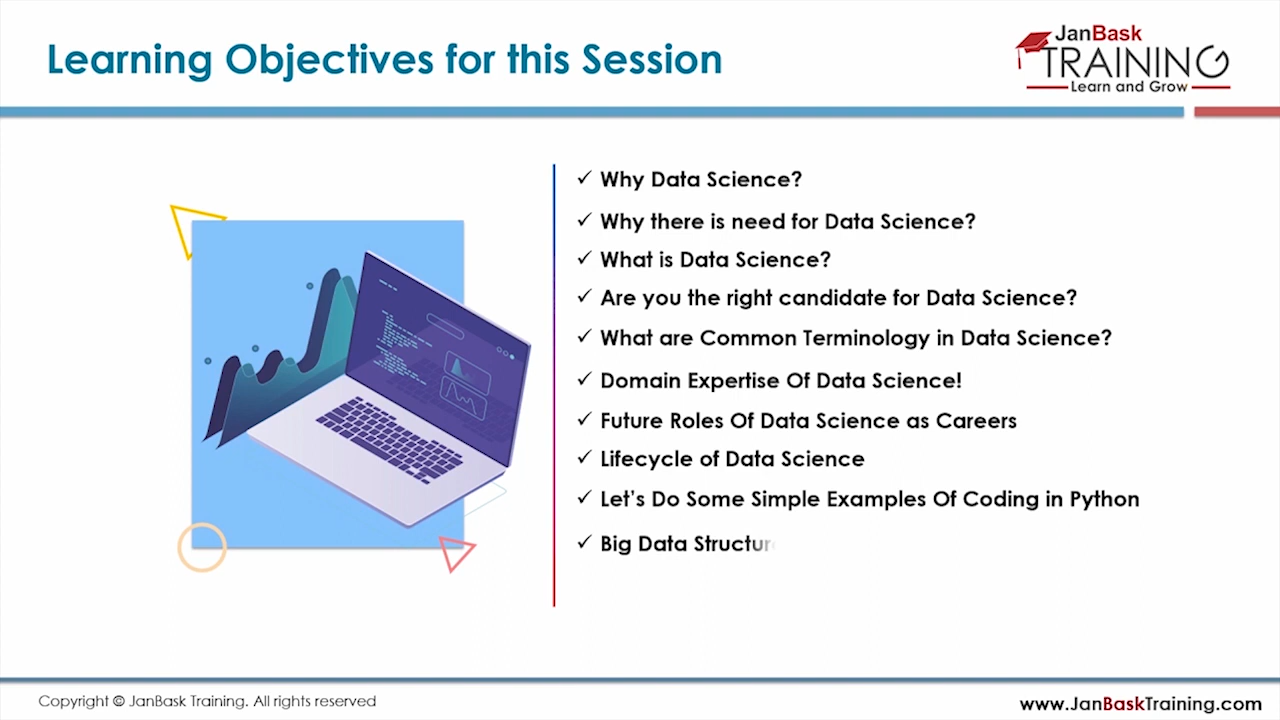 Learning Objectives for this Session
JanBask
TRAINING
Learn and Grow
Why Data Science?
Why there is need for Data Science?
What is Data Science?
Are you the right candidate for Data Science?
What are Common Terminology in Data Science?
Domain Expertise Of Data Science!
Future Roles Of Data Science as Careers
Lifecycle of Data Science
Let's Do Some Simple Examples Of Coding in Python
Big Data
Copyright © JanBask Training. All rights reserved
www.JanBaskTraining.com